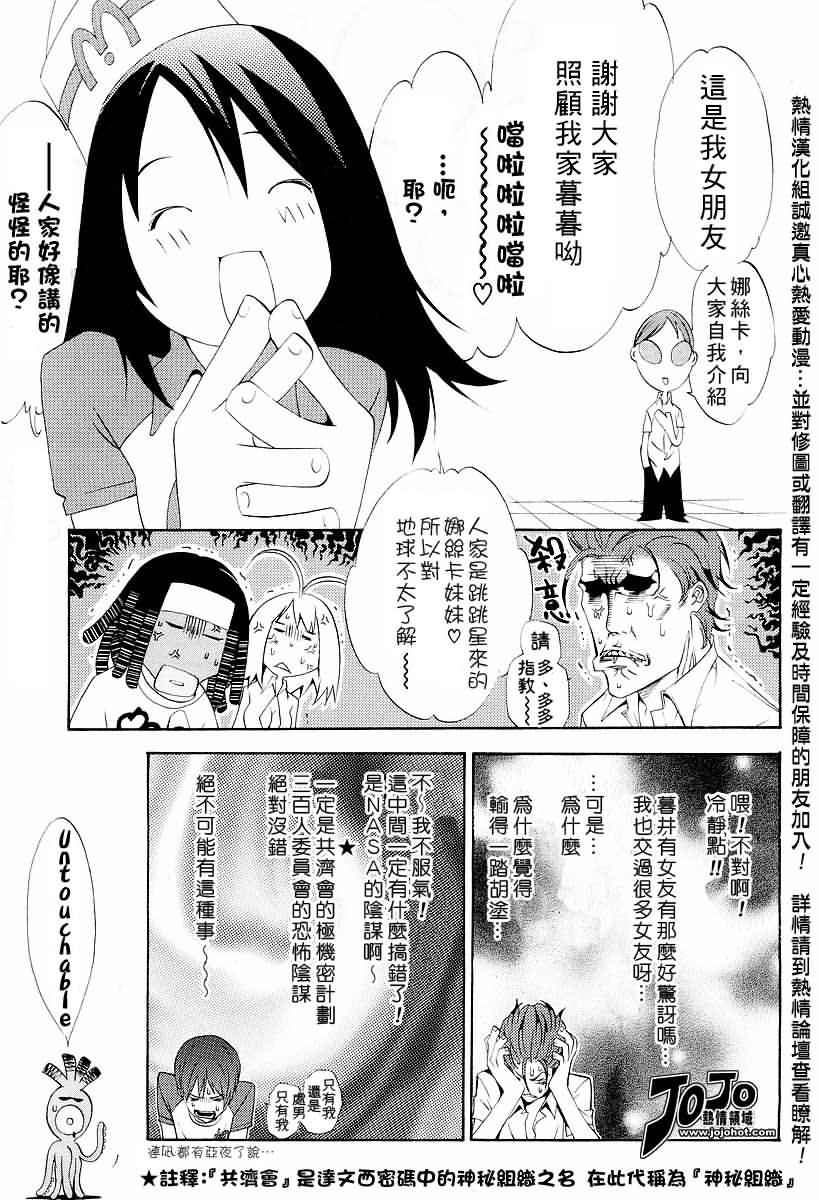 這是我女朋友
娜絲卡，向
大家自我介紹
謝謝大家
照顧我家暮暮呦
噹啦啦啦噹啦
～～～～～♡
…呃，
耶？
——人家好像講的
怪怪的耶？
殺意
請多、多多
指教～～
人家是跳跳星來的
娜絲卡妹妹♡
所以對
地球不太了解～～
喂！不對啊！
冷靜點!!
暮井有女友有那麼好驚訝嗎…
我也交過很多女友呀…
…可是…
為什麼
為什麼覺得
輸得一踏胡塗…
不～我不服氣！
這中間一定有什麼搞錯了！
是NASA的陰謀啊～
★
一定是共濟會的極機密計劃
三百人委員會的恐怖陰謀
絕對沒錯
絕不可能有這種事～
只有我
還是
處男
只有我
連凪都有亞夜了說…
Untouchable
JOJO
熱情領域
www.jojohot.com
★註釋：『共濟會』是達文西密碼中的神秘組織之名 在此代稱為『神秘組織』
熱情漢化組誠邀真心熱愛動漫…並對修圖或翻譯有一定經驗及時間保障的朋友加入！ 詳情請到熱情論壇查看瞭解！